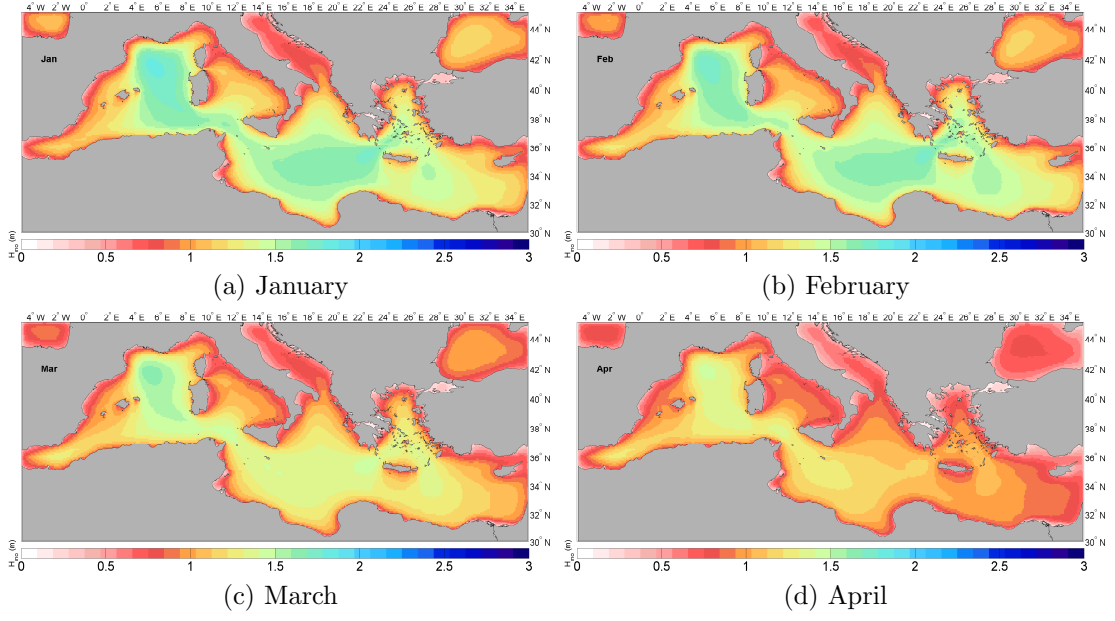 4° W 2° W 0° E 2° E 4° E 6° E 8° E 10° E 12° E 14° E 16° E 18° E 20° E 22° E 24° E 26° E 28° E 30° E 32° E 34° E
4° W 2° W 0° E 2° E 4° E 6° E 8° E 10° E 12° E 14° E 16° E 18° E 20° E 22° E 24° E 26° E 28° E 30° E 32° E 34° E
44° N
44° N
Jan
Feb
42° N
42° N
40° N
40° N
38° N
38° N
36° N
36° N
34° N
34° N
32° N
32° N
30° N
30° N
0 0.5 1 1.5 2 2.5 3
0 0.5 1 1.5 2 2.5 3
(a) January
(b) February
4° W 2° W 0° E 2° E 4° E 6° E 8° E 10° E 12° E 14° E 16° E 18° E 20° E 22° E 24° E 26° E 28° E 30° E 32° E 34° E
4° W 2° W 0° E 2° E 4° E 6° E 8° E 10° E 12° E 14° E 16° E 18° E 20° E 22° E 24° E 26° E 28° E 30° E 32° E 34° E
44° N
44° N
Mar
Apr
42° N
42° N
40° N
40° N
38° N
38° N
36° N
36° N
34° N
34° N
32° N
32° N
30° N
30° N
0 0.5 1 1.5 2 2.5 3
0 0.5 1 1.5 2 2.5 3
(c) March
(d) April